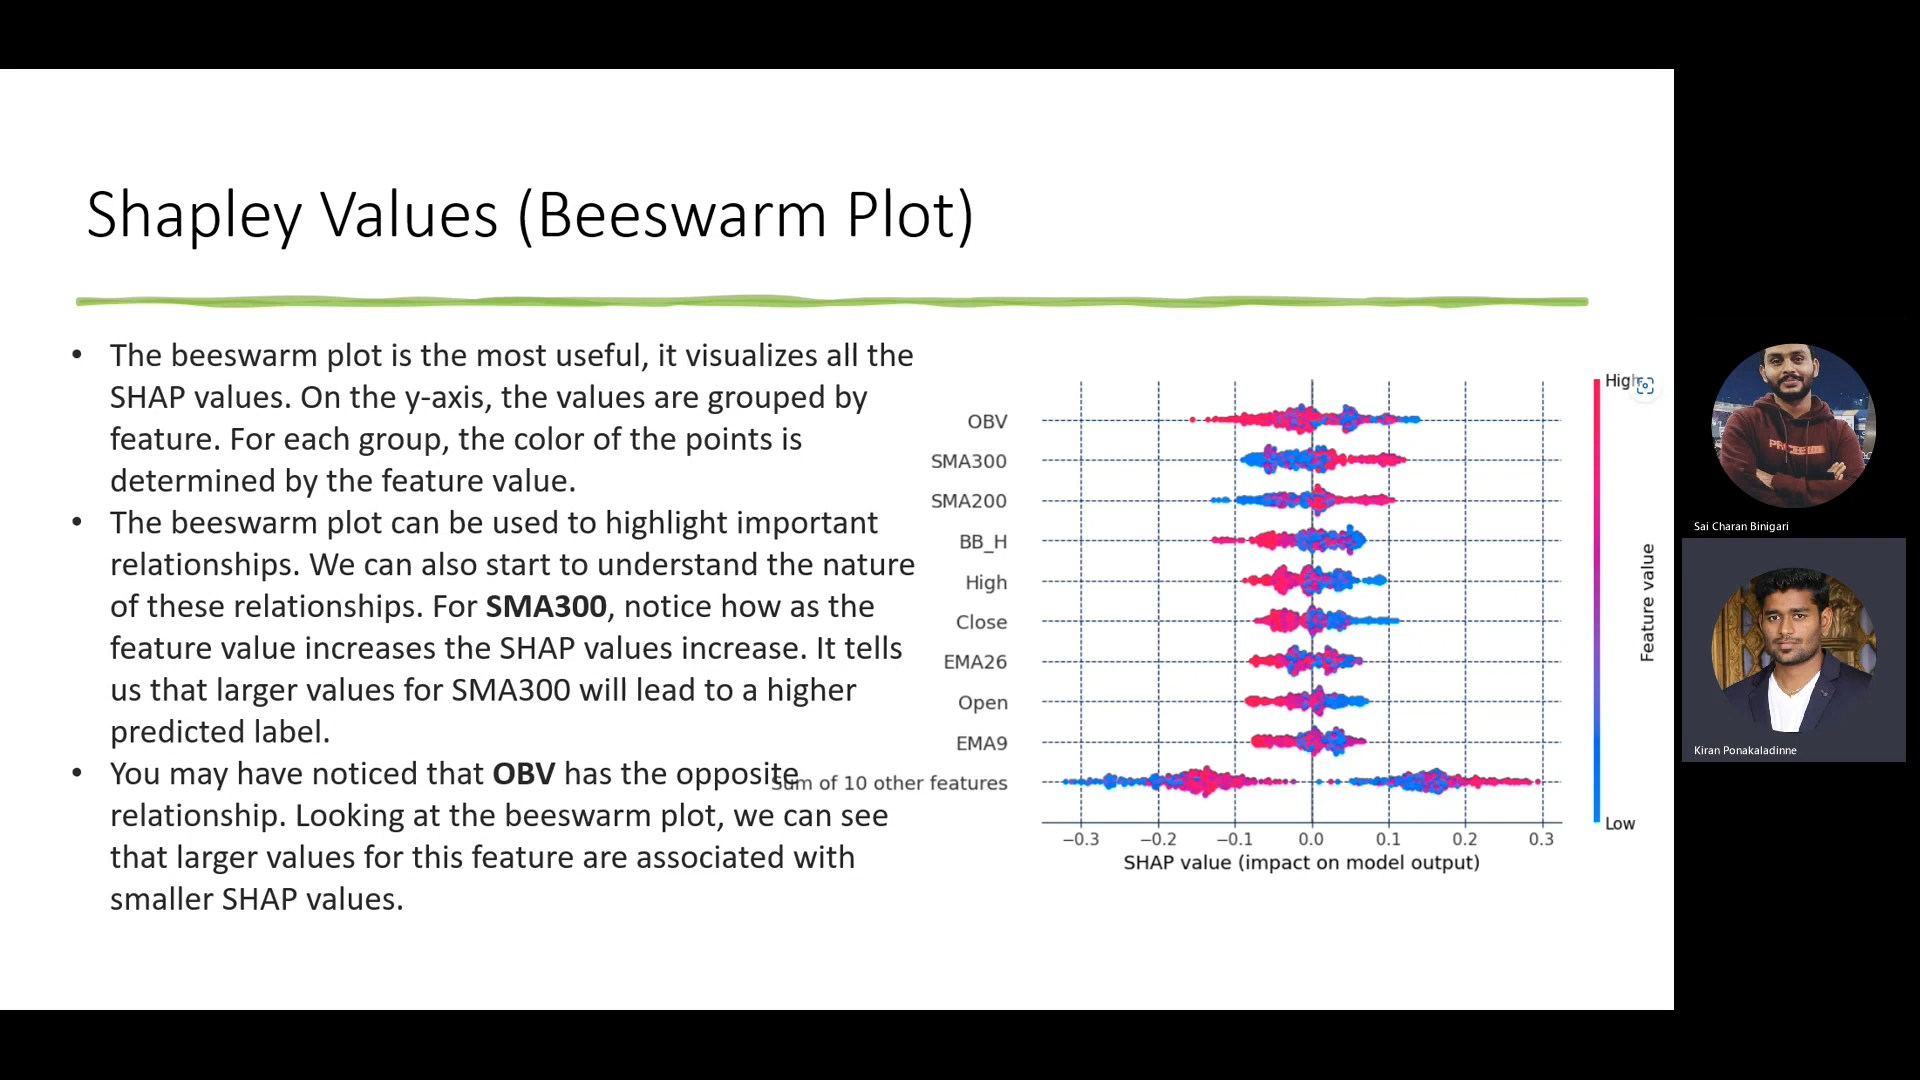 Shapley Values (Beeswarm Plot)
• The beeswarm plot is the most useful, it visualizes all the
SHAP values. On the y-axis, the values are grouped by
feature. For each group, the color of the points is
determined by the feature value.
• The beeswarm plot can be used to highlight important
relationships. We can also start to understand the nature
of these relationships. For SMA300, notice how as the
feature value increases the SHAP values increase. It tells
us that larger values for SMA300 will lead to a higher
predicted label.
• You may have noticed that OBV has the opposite
relationship. Looking at the beeswarm plot, we can see
that larger values for this feature are associated with
smaller SHAP values.
OBV
SMA300
SMA200
BB_H
High
Close
EMA26
Open
EMA9
Sum of 10 other features
−0.3 −0.2 −0.1 0.0 0.1 0.2 0.3
SHAP value (impact on model output)
High
Feature value
Low
Sai Charan Binigari
Kiran Ponakaladinne